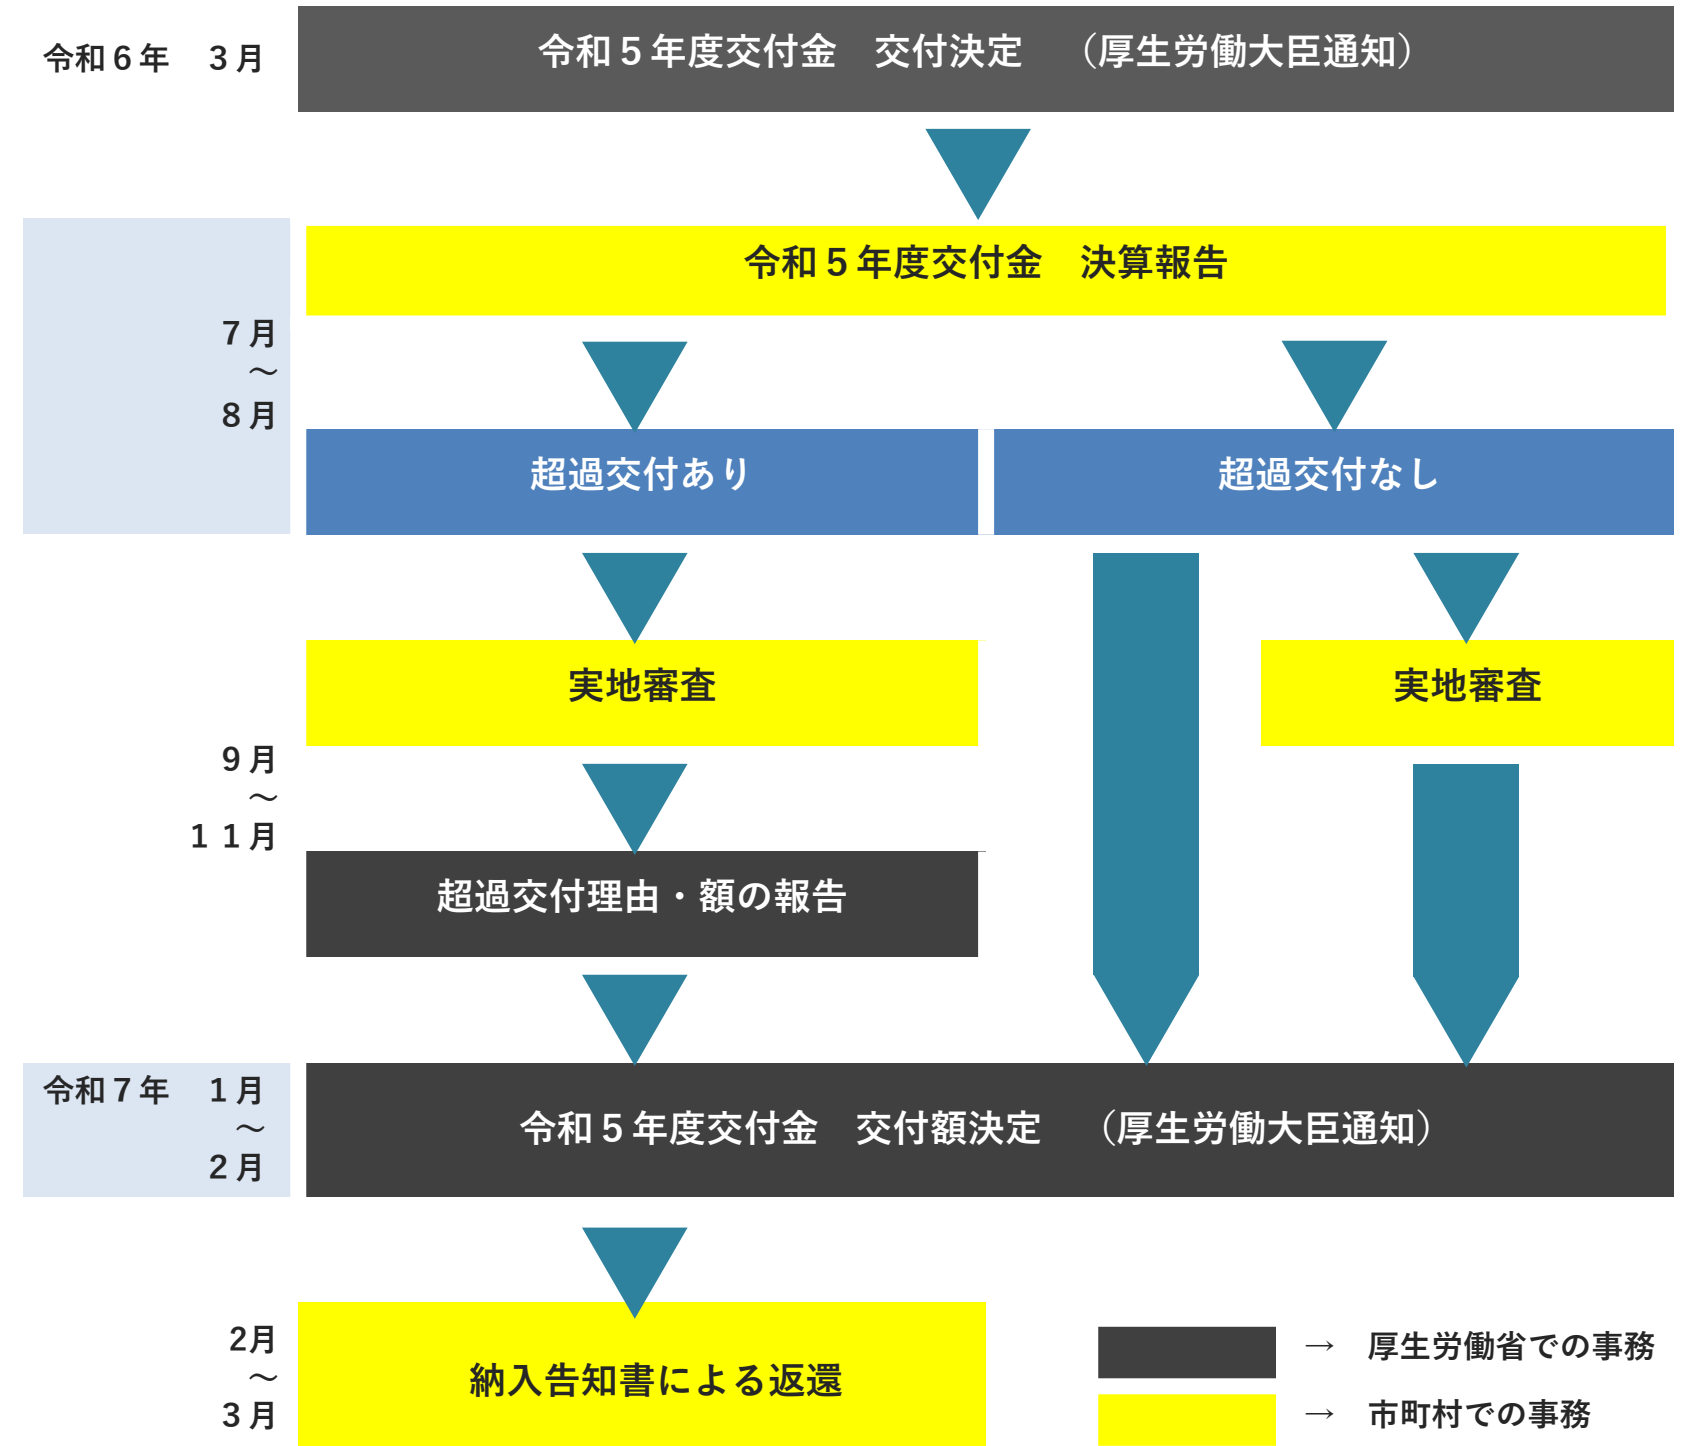 令和６年　３月
令和５年度交付金　交付決定　（厚生労働大臣通知）
令和５年度交付金　決算報告
７月
～
８月
超過交付あり
超過交付なし
実地審査
実地審査
９月
～
１１月
超過交付理由・額の報告
令和７年　１月
～
２月
令和５年度交付金　交付額決定　（厚生労働大臣通知）
2月
～
３月
納入告知書による返還
→　厚生労働省での事務
→　市町村での事務